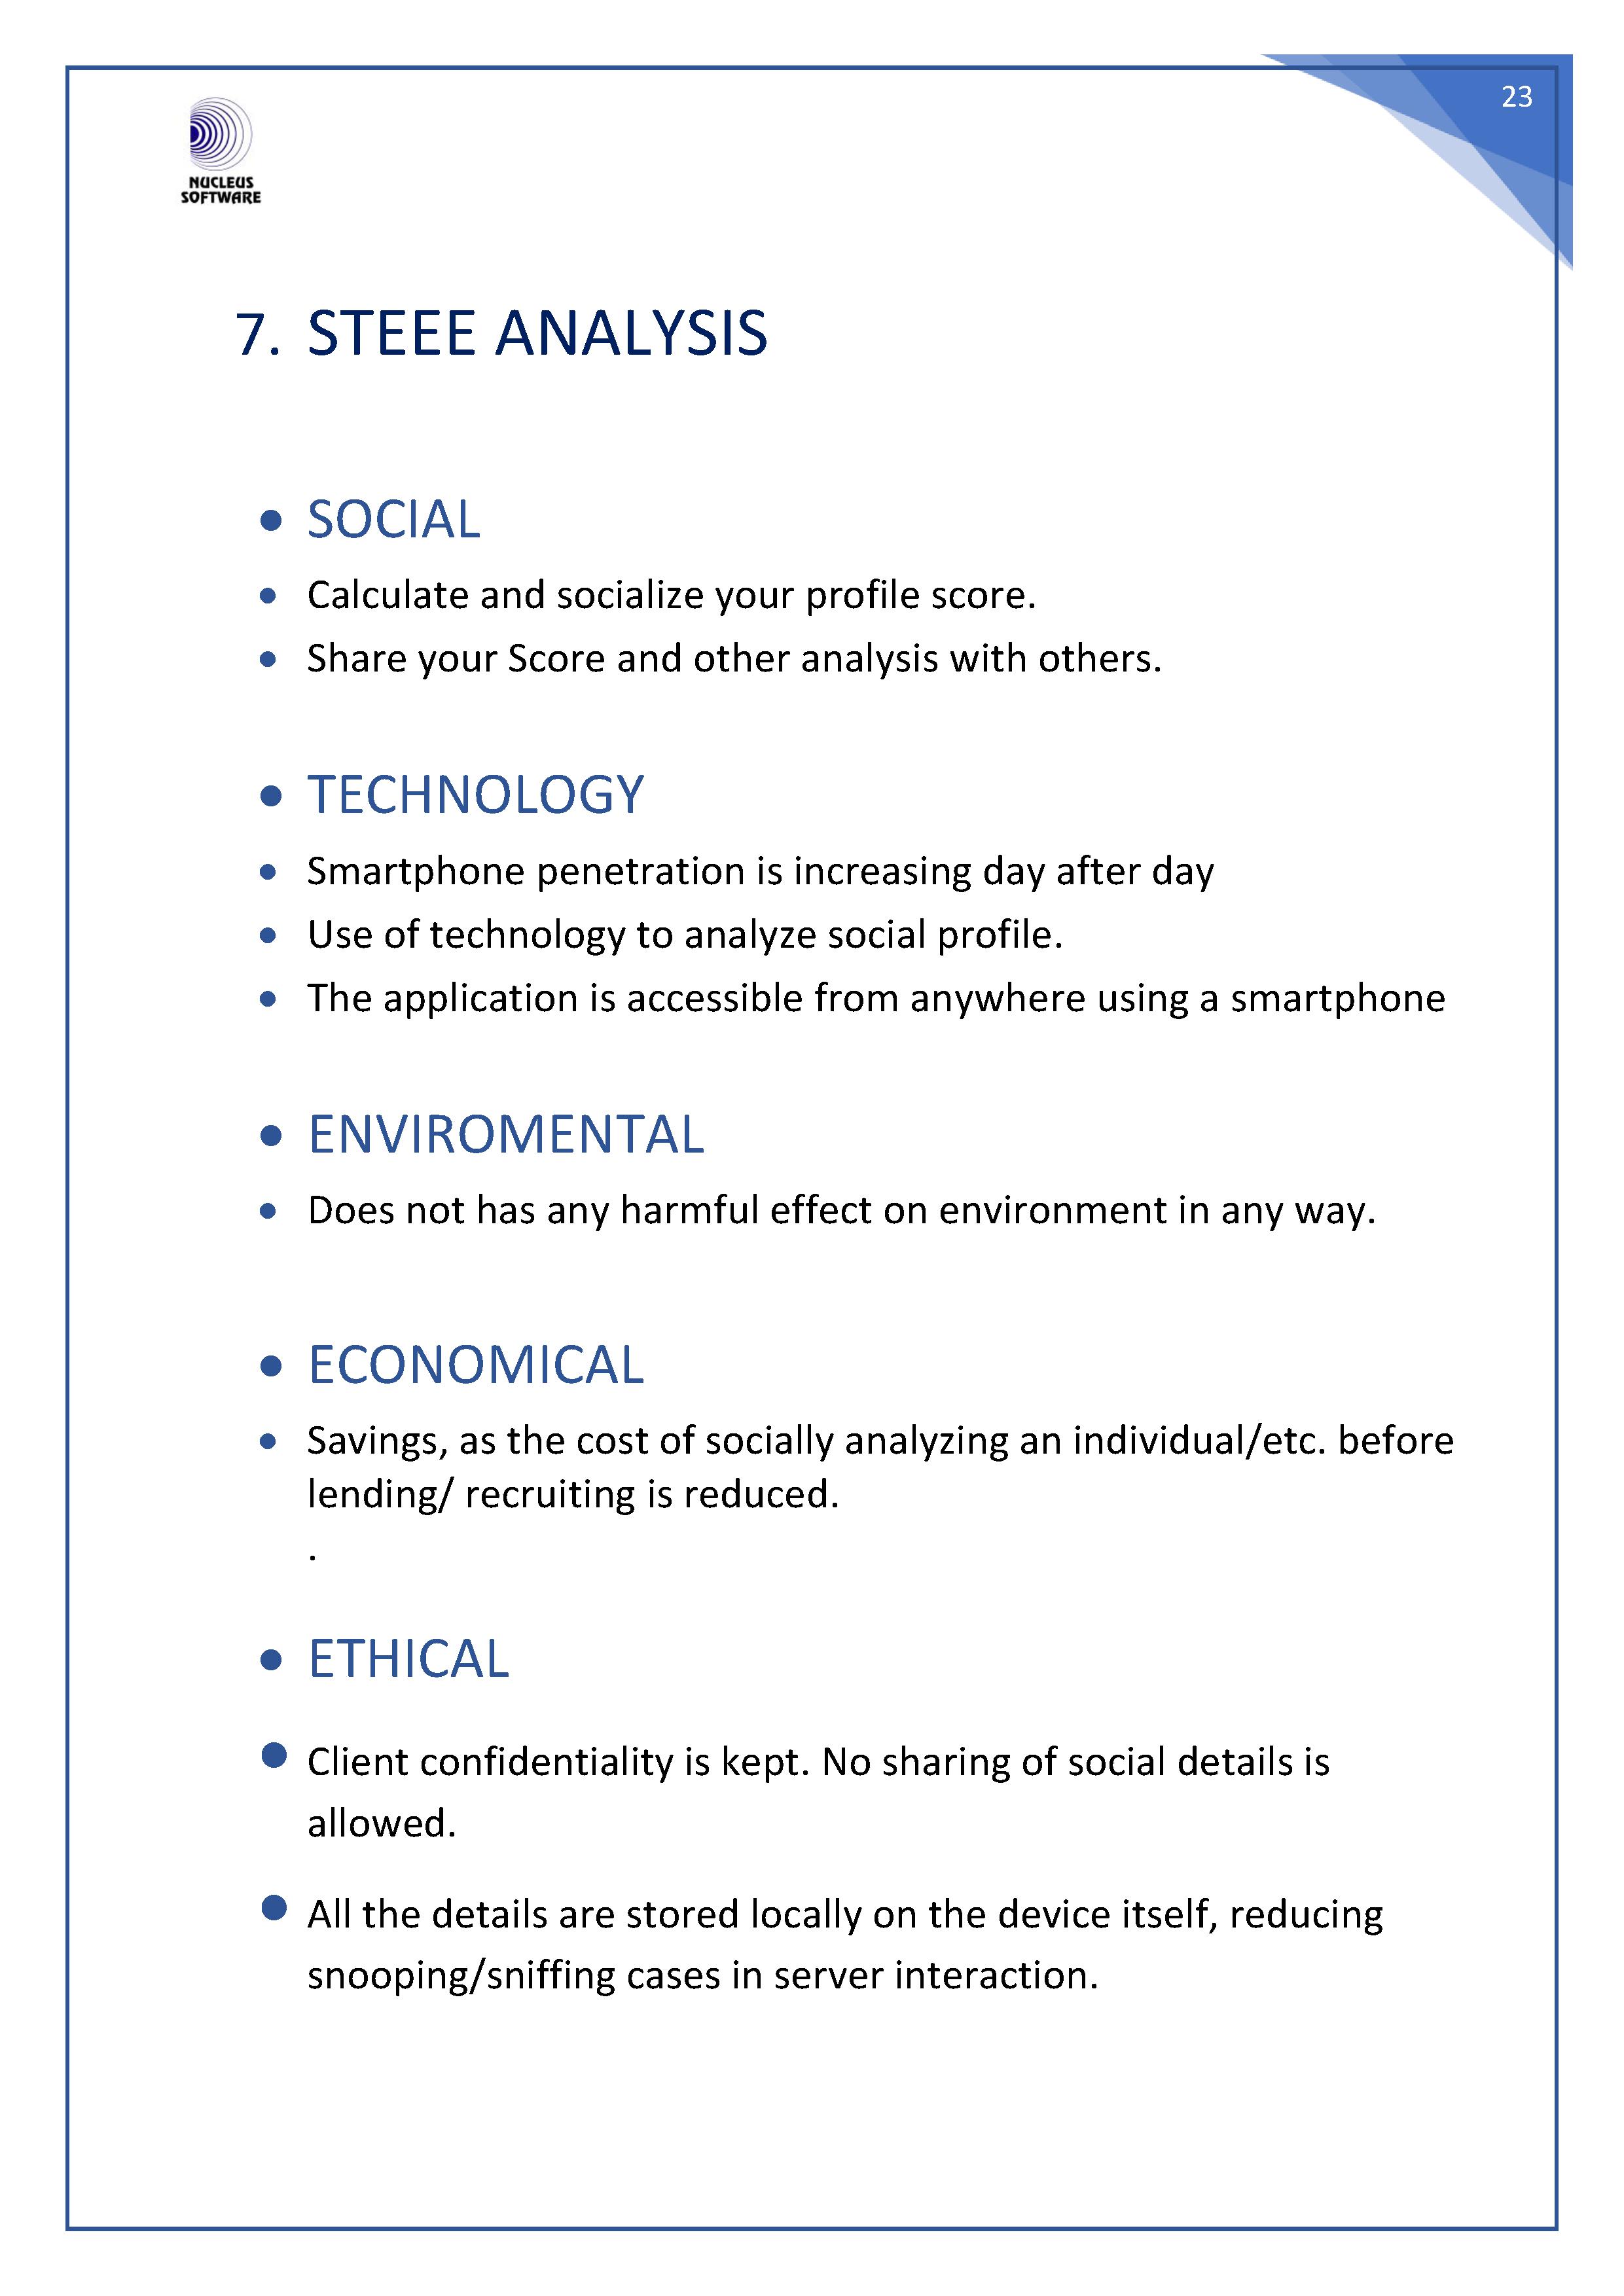 23
NUCLEUS
SOFTWARE
7. STEEE ANALYSIS
• SOCIAL
• Calculate and socialize your profile score.
• Share your Score and other analysis with others.
• TECHNOLOGY
• Smartphone penetration is increasing day after day
• Use of technology to analyze social profile.
• The application is accessible from anywhere using a smartphone
• ENVIROMENTAL
• Does not has any harmful effect on environment in any way.
• ECONOMICAL
• Savings, as the cost of socially analyzing an individual/etc. before
lending/ recruiting is reduced.
.
• ETHICAL
• Client confidentiality is kept. No sharing of social details is
allowed.
• All the details are stored locally on the device itself, reducing
snooping/sniffing cases in server interaction.